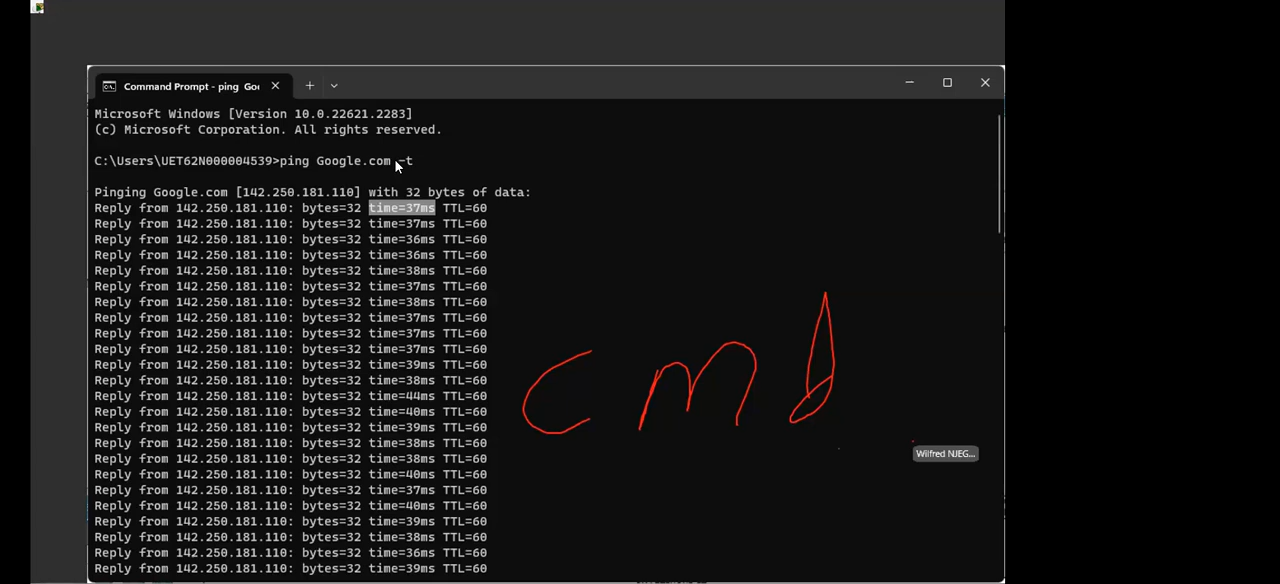 Command Prompt - ping Goo
Microsoft Windows [Version 10.0.22621.2283]
(c) Microsoft Corporation. All rights reserved.
C:\Users\UET62N000004539>ping Google.com -t
Pinging Google.com [142.250.181.110] with 32 bytes of data:
Reply from 142.250.181.110: bytes=32 time=37ms TTL=60
Reply from 142.250.181.110: bytes=32 time=37ms TTL=60
Reply from 142.250.181.110: bytes=32 time=36ms TTL=60
Reply from 142.250.181.110: bytes=32 time=36ms TTL=60
Reply from 142.250.181.110: bytes=32 time=38ms TTL=60
Reply from 142.250.181.110: bytes=32 time=37ms TTL=60
Reply from 142.250.181.110: bytes=32 time=38ms TTL=60
Reply from 142.250.181.110: bytes=32 time=37ms TTL=60
Reply from 142.250.181.110: bytes=32 time=37ms TTL=60
Reply from 142.250.181.110: bytes=32 time=37ms TTL=60
Reply from 142.250.181.110: bytes=32 time=39ms TTL=60
Reply from 142.250.181.110: bytes=32 time=38ms TTL=60
Reply from 142.250.181.110: bytes=32 time=44ms TTL=60
Reply from 142.250.181.110: bytes=32 time=40ms TTL=60
Reply from 142.250.181.110: bytes=32 time=39ms TTL=60
Reply from 142.250.181.110: bytes=32 time=38ms TTL=60
Reply from 142.250.181.110: bytes=32 time=38ms TTL=60
Reply from 142.250.181.110: bytes=32 time=40ms TTL=60
Reply from 142.250.181.110: bytes=32 time=37ms TTL=60
Reply from 142.250.181.110: bytes=32 time=40ms TTL=60
Reply from 142.250.181.110: bytes=32 time=39ms TTL=60
Reply from 142.250.181.110: bytes=32 time=38ms TTL=60
Reply from 142.250.181.110: bytes=32 time=36ms TTL=60
Reply from 142.250.181.110: bytes=32 time=39ms TTL=60
cmd
Wilfred NJEG...